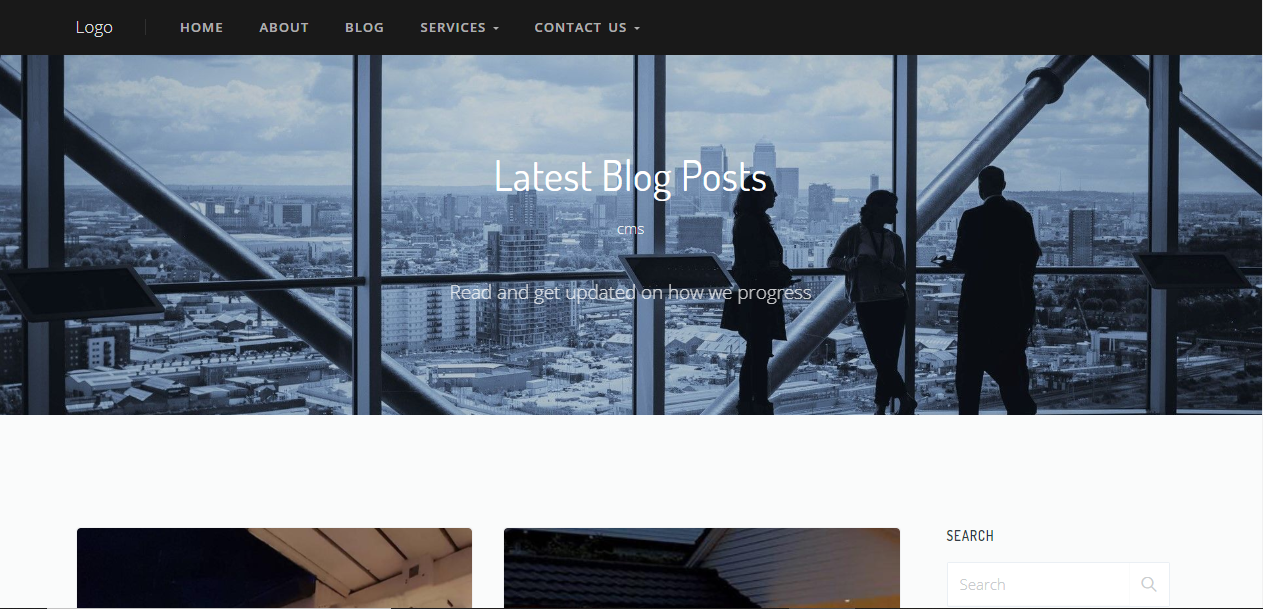 Logo HOME ABOUT BLOG SERVICES CONTACT US
Latest Blog Posts
cms
Read and get updated on how we progress
SEARCH
Search